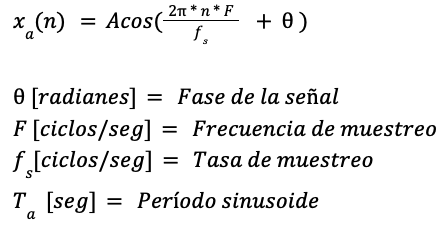 x_a(n) = Acos(\frac{2π * n * F}{f_s} + θ)
θ [radianes] = Fase de la señal
F [ciclos/seg] = Frecuencia de muestreo
f_s[ciclos/seg] = Tasa de muestreo
T_a [seg] = Período sinusoide